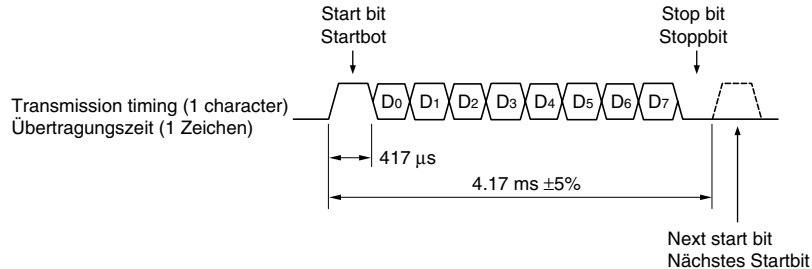 Start bit
Startbot
Stop bit
Stoppbit
Transmission timing (1 character)
Übertragungszeit (1 Zeichen)
D0 D1 D2 D3 D4 D5 D6 D7
417 µs
4.17 ms ±5%
Next start bit
Nächstes Startbit